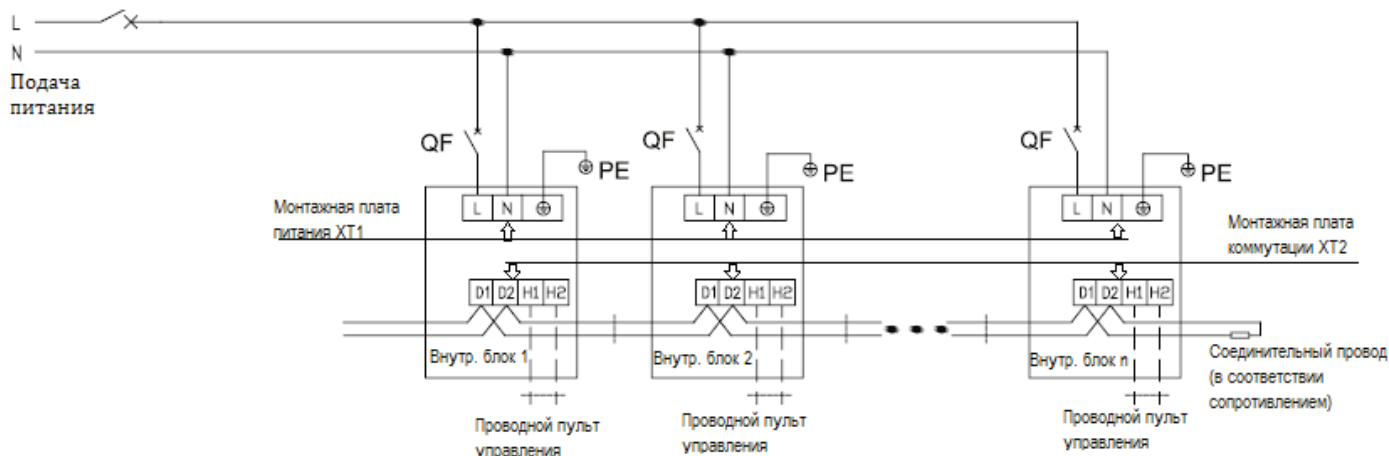 L
N
Подача
питания
QF
PE
QF
PE
QF
PE
L N
L N
L N
Монтажная плата
питания XT1
Монтажная плата
коммутации XT2
D1 D2 H1 H2
D1 D2 H1 H2
D1 D2 H1 H2
Внутр. блок 1
Внутр. блок 2
Внутр. блок n
Соединительный провод
(в соответствии
сопротивлением)
Проводной пульт
управления
Проводной пульт
управления
Проводной пульт
управления